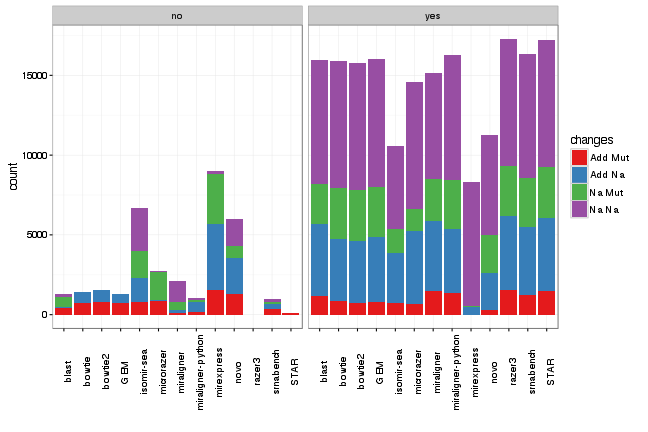 no
yes
count
15000
10000
5000
0
blast
bowtie
bowtie2
GEM
isomir-sea
microrazer
miraligner
miraligner-python
mirexpress
novo
razer3
srnabench
STAR
blast
bowtie
bowtie2
GEM
isomir-sea
microrazer
miraligner
miraligner-python
mirexpress
novo
razer3
srnabench
STAR
changes
Add Mut
Add Na
Na Mut
Na Na